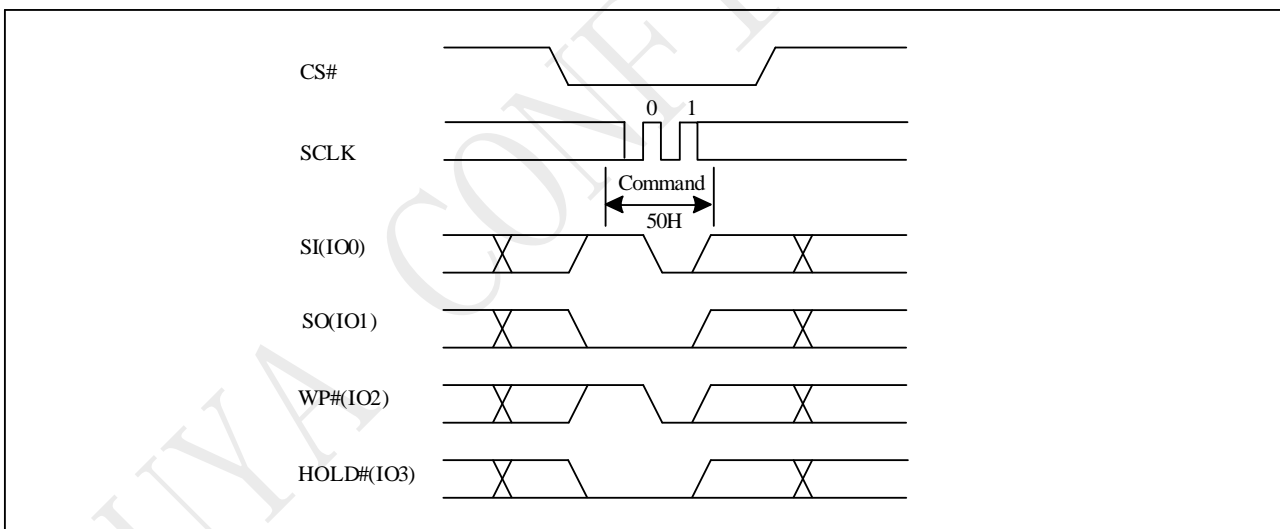 CS#
0 1
SCLK
Command
50H
SI(IO0)
SO(IO1)
WP#(IO2)
HOLD#(IO3)